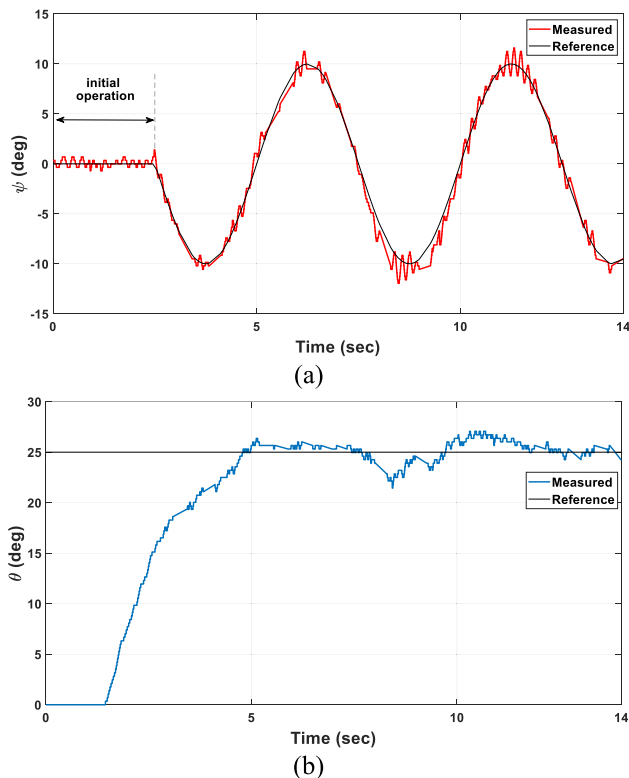 15
10
5
0
-5
-10
-15
ψ (deg)
initial
operation
Measured
Reference
0
5
10
14
Time (sec)
(a)
30
25
20
15
10
5
0
θ (deg)
Measured
Reference
0
5
10
14
Time (sec)
(b)